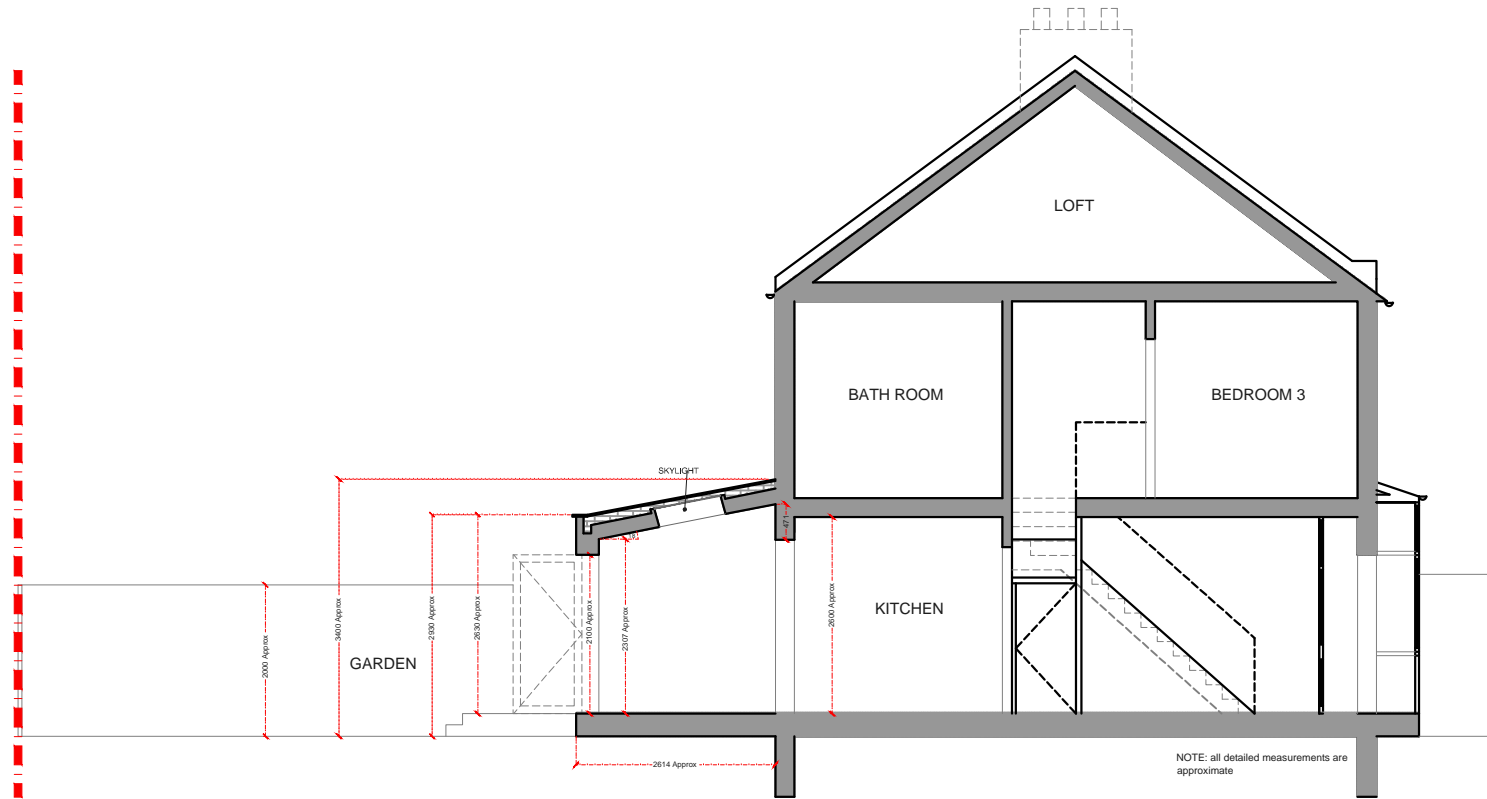 LOFT
BATH ROOM
BEDROOM 3
SKYLIGHT
471
2000 Approx
3400 Approx
2930 Approx
2630 Approx
2100 Approx
2307 Approx
2600 Approx
GARDEN
KITCHEN
2614 Approx
NOTE: all detailed measurements are
approximate